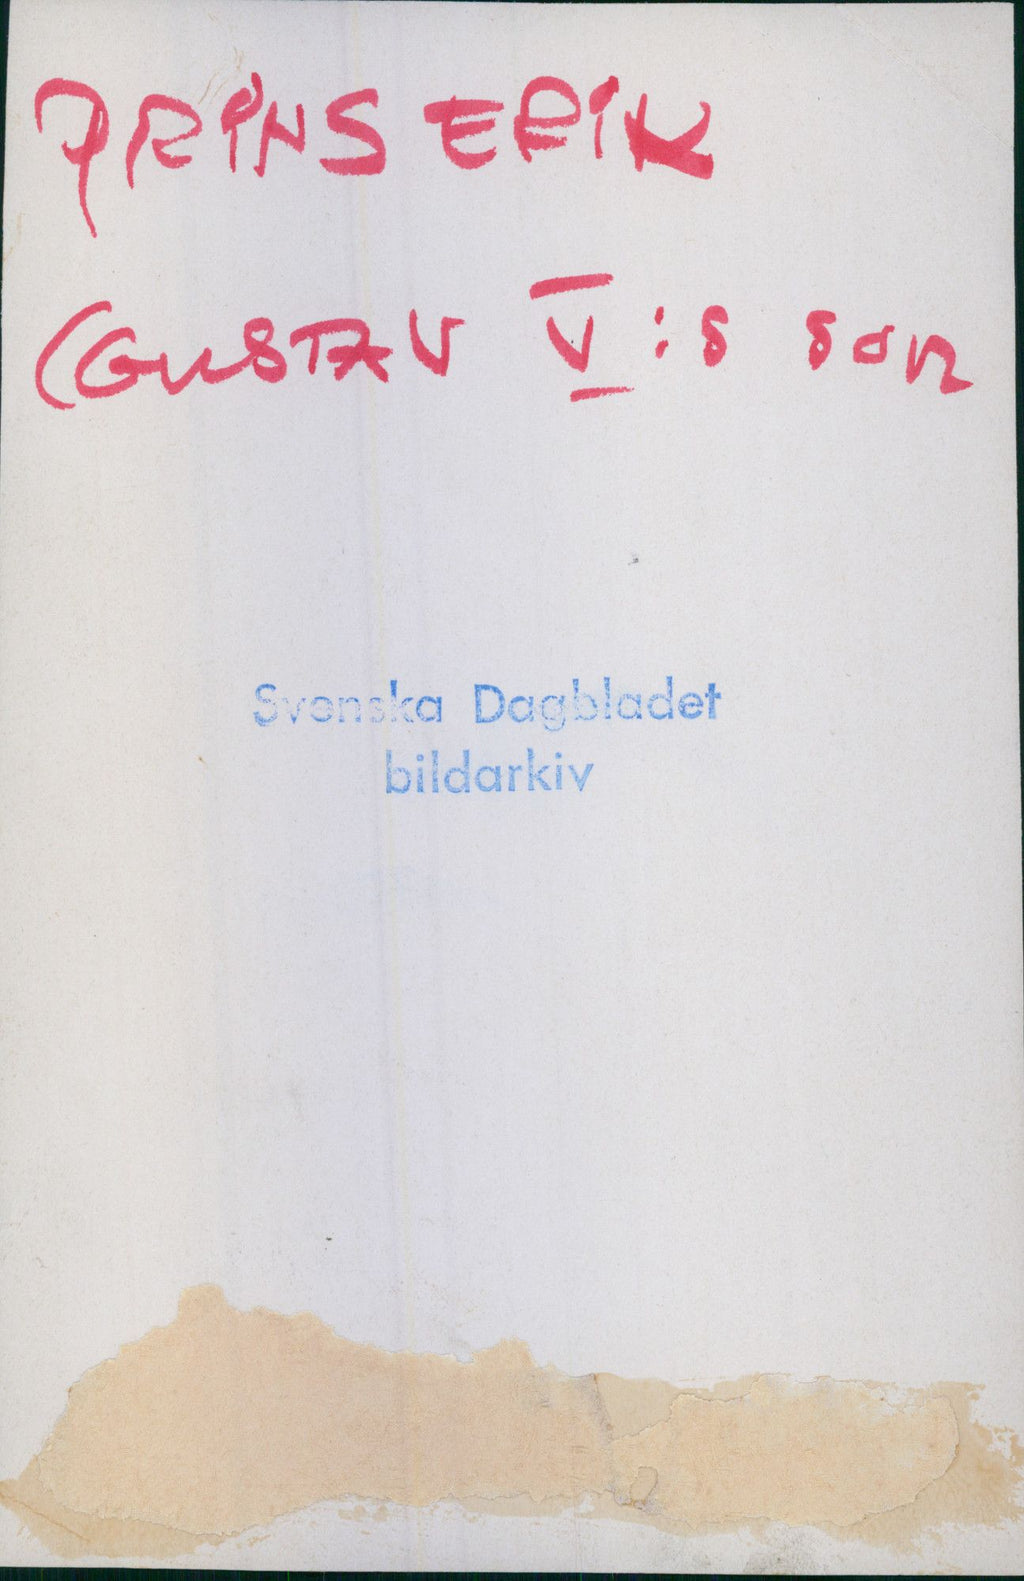 PRINS ERIK
(GUSTAV V:S SON
Svenska Dagbladet
bildarkiv